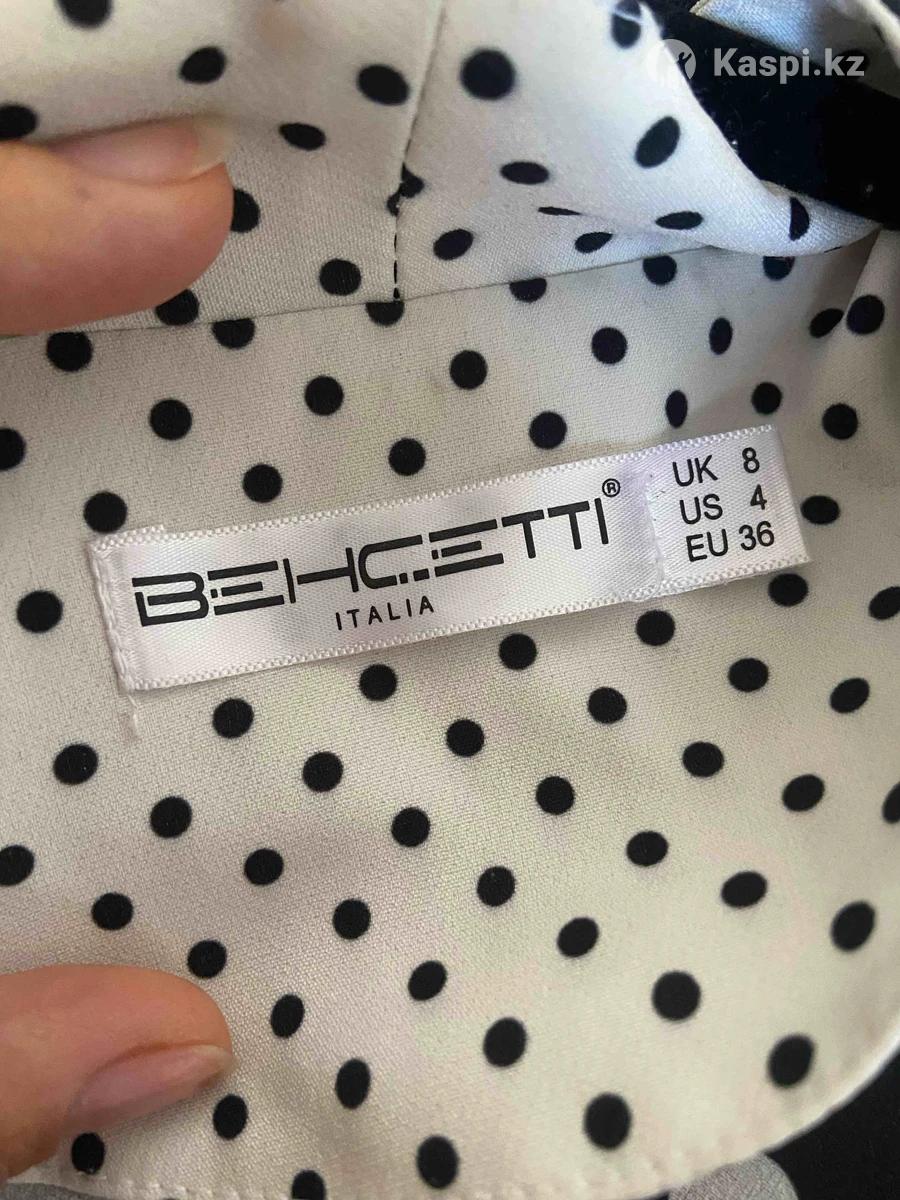 Kaspi.kz
BEHCETTI®
ITALIA
UK 8
US 4
EU 36